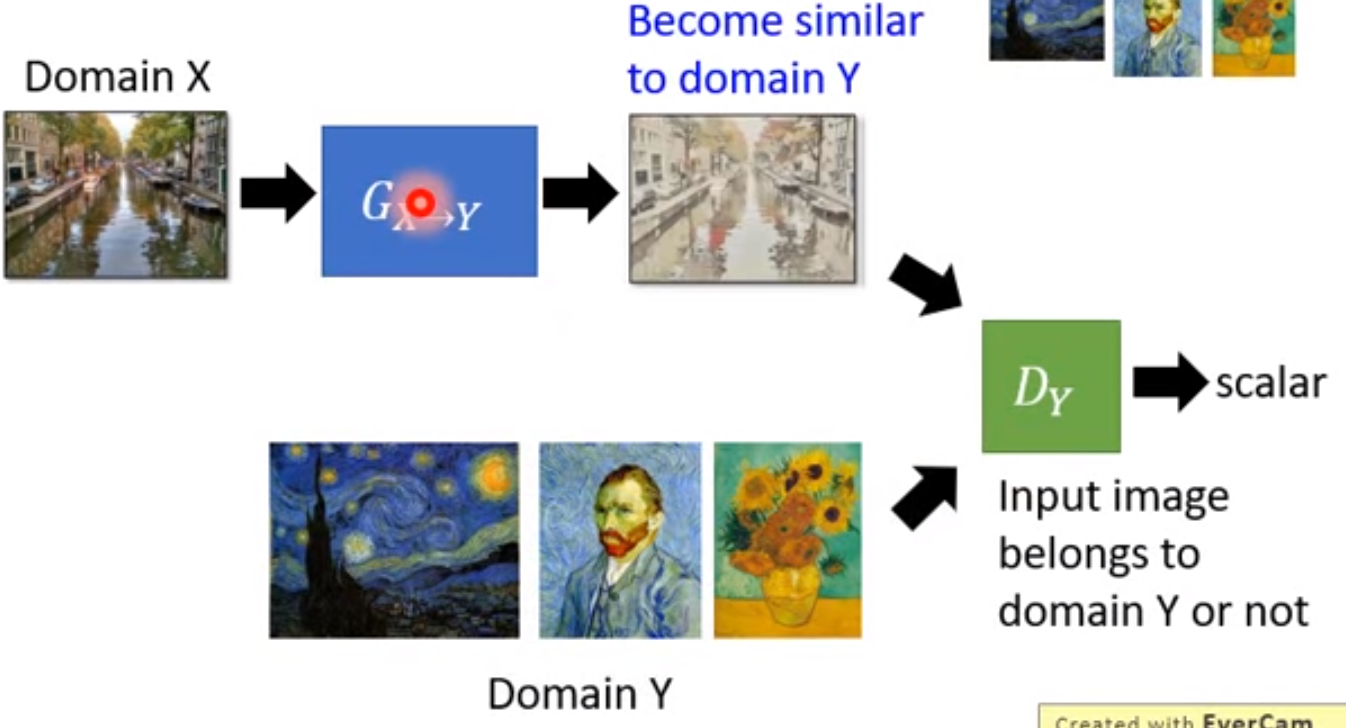 Become similar
to domain Y
Domain X
G_{X→Y}
D_Y
scalar
Input image
belongs to
domain Y or not
Domain Y
Created with EverCam